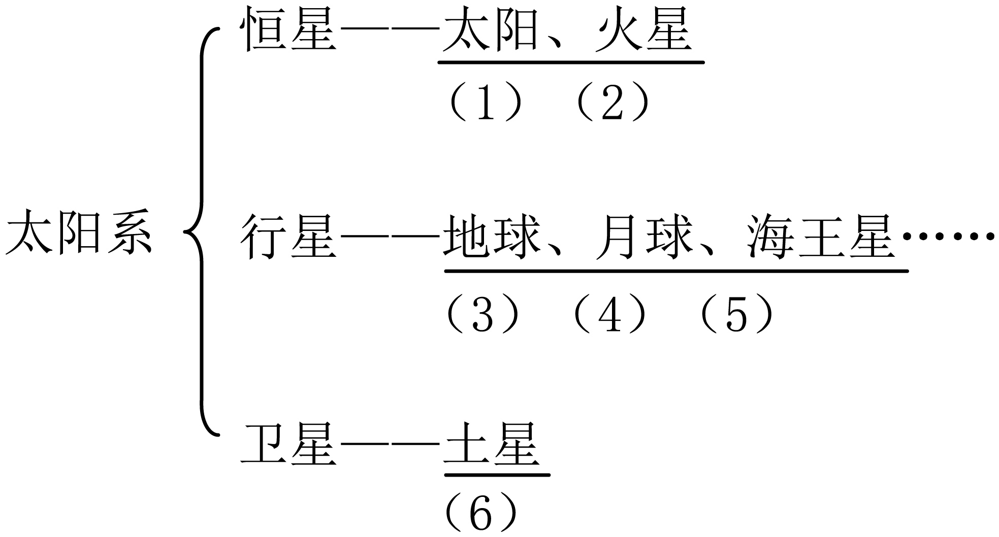 恒星——太阳、火星
（1） （2）
太阳系 行星——地球、月球、海王星……
（3） （4） （5）
卫星——土星
（6）